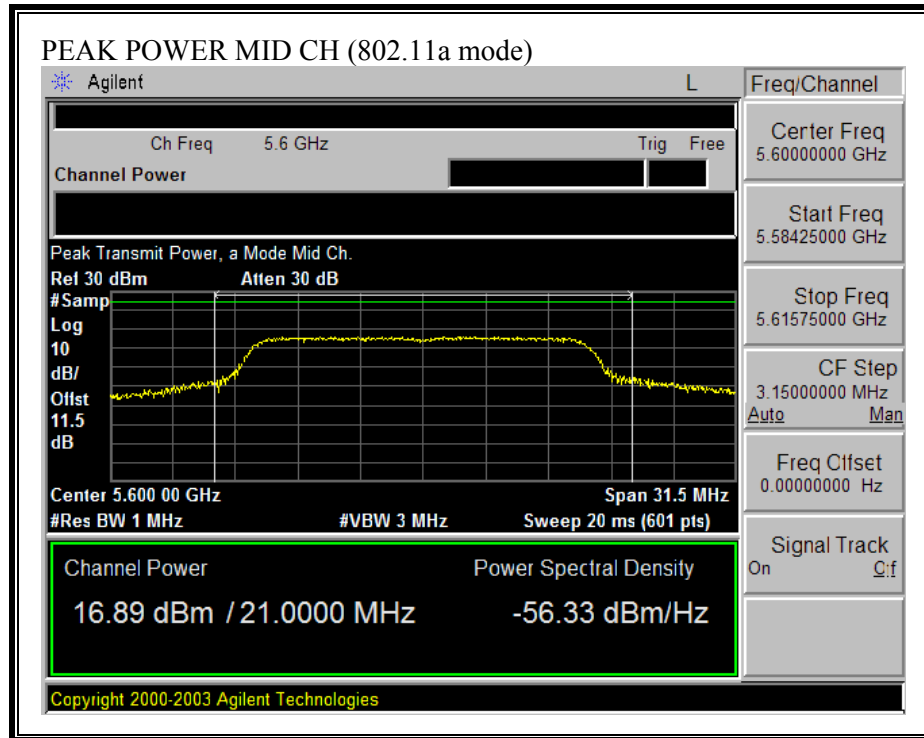 PEAK POWER MID CH (802.11a mode)
Agilent L
Freq/Channel
Ch Freq 5.6 GHz Trig Free
Channel Power
Center Freq
5.60000000 GHz
Start Freq
5.58425000 GHz
Stop Freq
5.61575000 GHz
CF Step
3.15000000 MHz
Auto Man
Freq Offset
0.00000000 Hz
Signal Track
On Off
Peak Transmit Power, a Mode Mid Ch.
Ref 30 dBm Atten 30 dB
#Samp
Log
10
dB/
Offst
11.5
dB
Center 5.600 00 GHz Span 31.5 MHz
#Res BW 1 MHz #VBW 3 MHz Sweep 20 ms (601 pts)
Channel Power Power Spectral Density
16.89 dBm / 21.0000 MHz -56.33 dBm/Hz
Copyright 2000-2003 Agilent Technologies